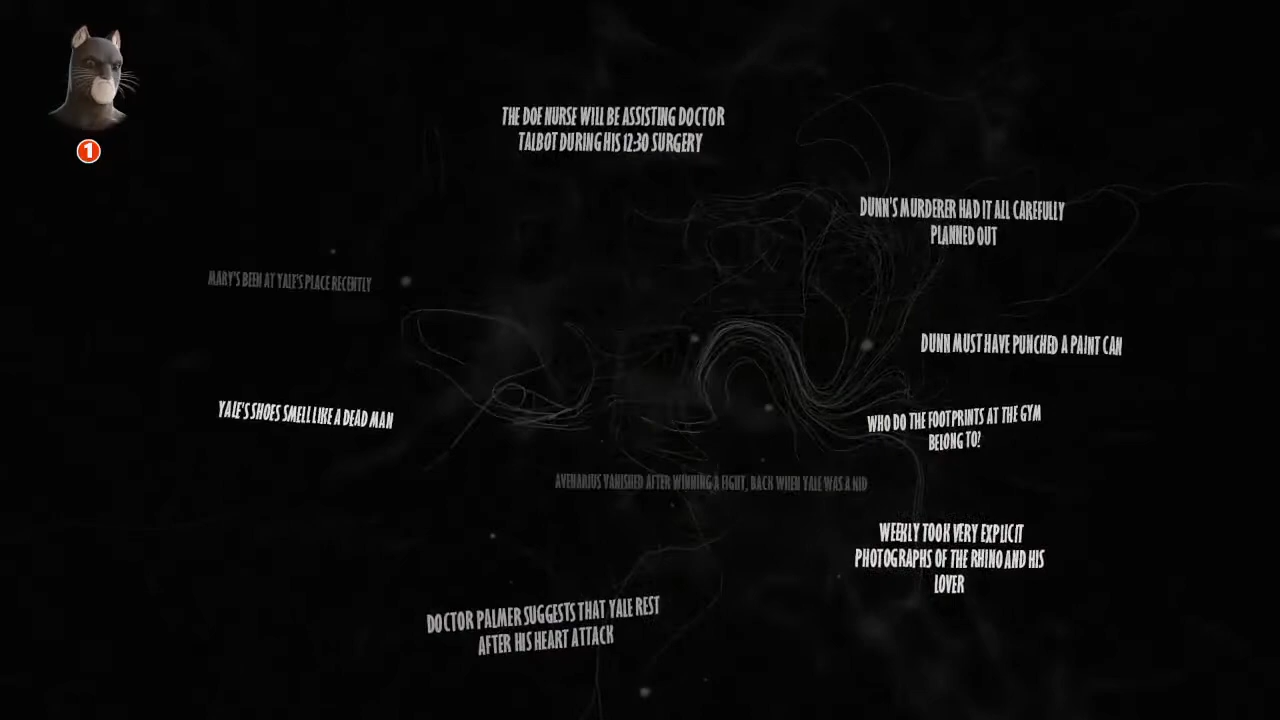 THE DOE NURSE WILL BE ASSISTING DOCTOR
TALBOT DURING HIS 12:30 SURGERY
DUNN'S MURDERER HAD IT ALL CAREFULLY
PLANNED OUT
1
MARY'S BEEN AT YALE'S PLACE RECENTLY
DUNN MUST HAVE PUNCHED A PAINT CAN
YALE'S SHOES SMELL LIKE A DEAD MAN
WHO DO THE FOOTPRINTS AT THE GYM
BELONG TO?
AVENARIUS VANISHED AFTER WINNING A FIGHT, BACK WHEN YALE WAS A KID
WEEKLY TOOK VERY EXPLICIT
PHOTOGRAPHS OF THE RHINO AND HIS
LOVER
DOCTOR PALMER SUGGESTS THAT YALE REST
AFTER HIS HEART ATTACK